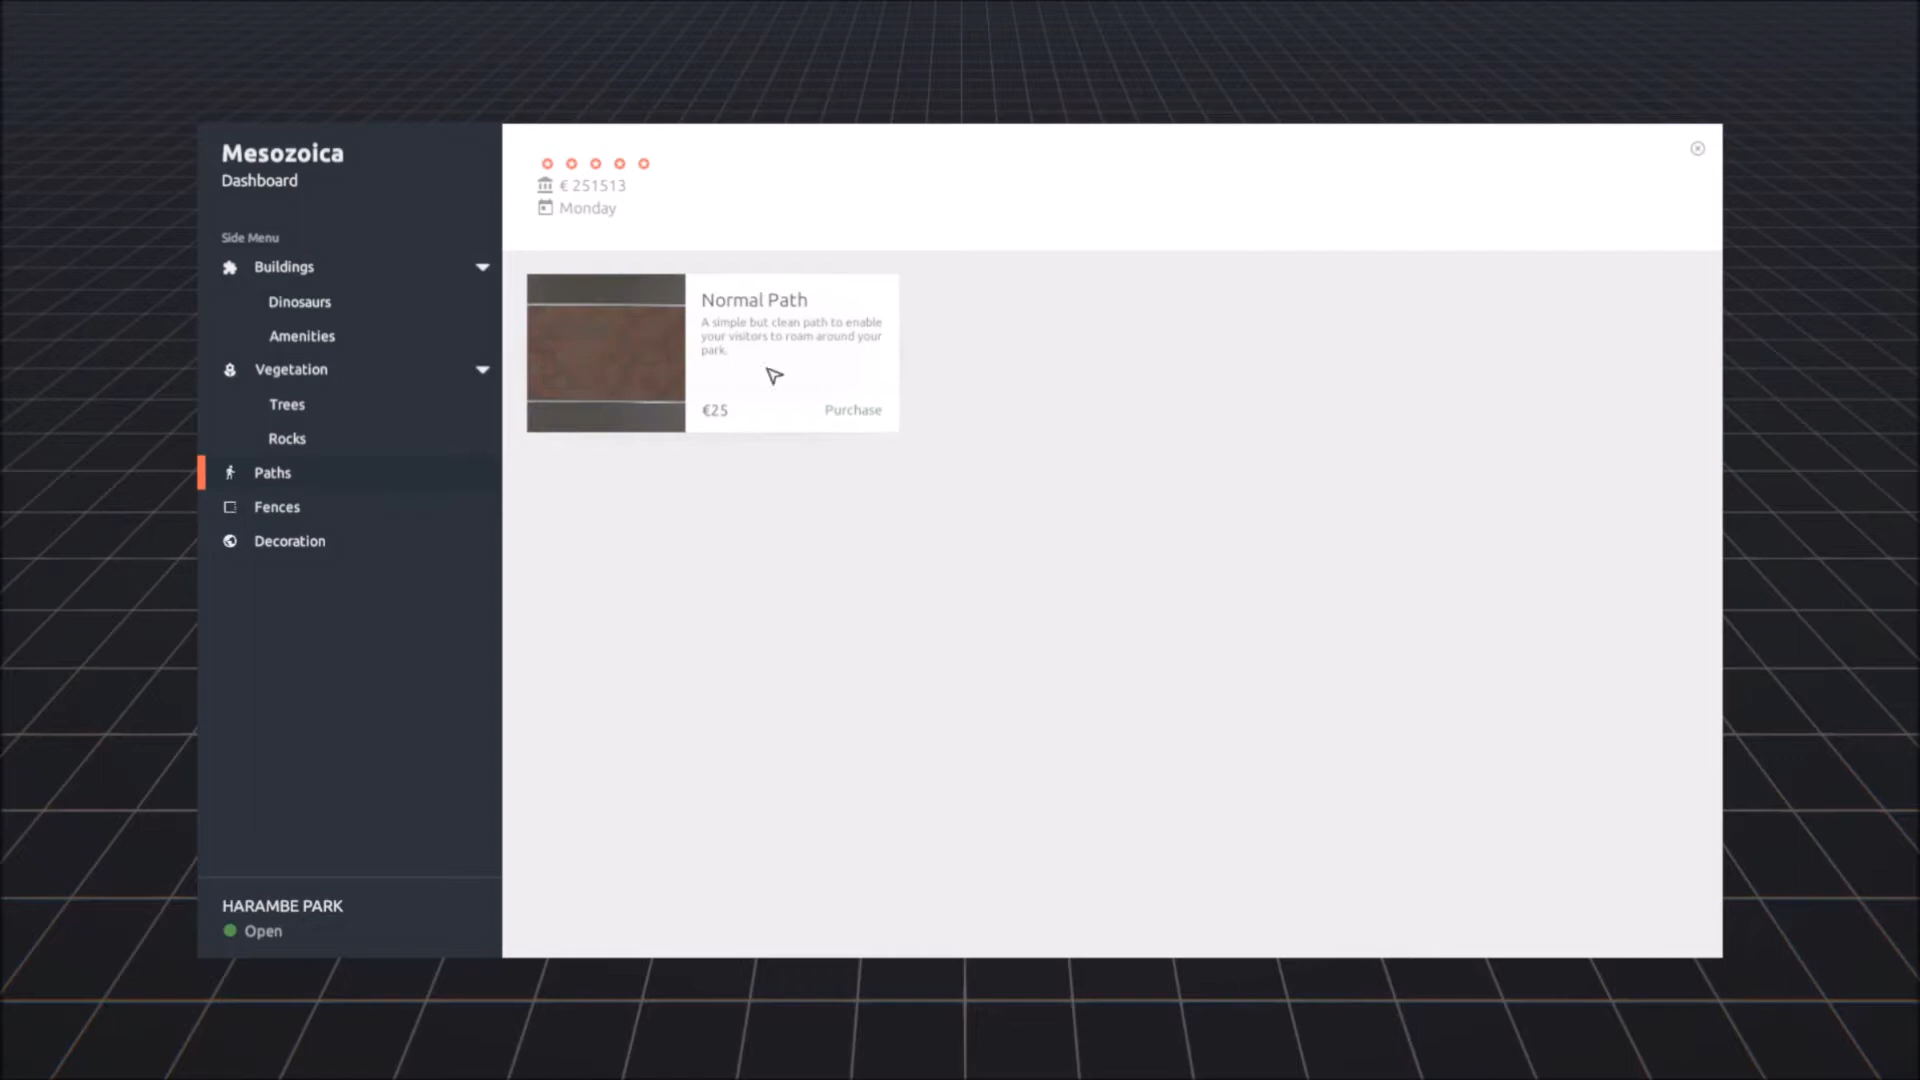 Mesozoica
Dashboard
Side Menu
Buildings
Dinosaurs
Amenities
Vegetation
Trees
Rocks
Paths
Fences
Decoration
HARAMBE PARK
Open
€ 251513
Monday
Normal Path
A simple but clean path to enable
your visitors to roam around your
park.
€25
Purchase